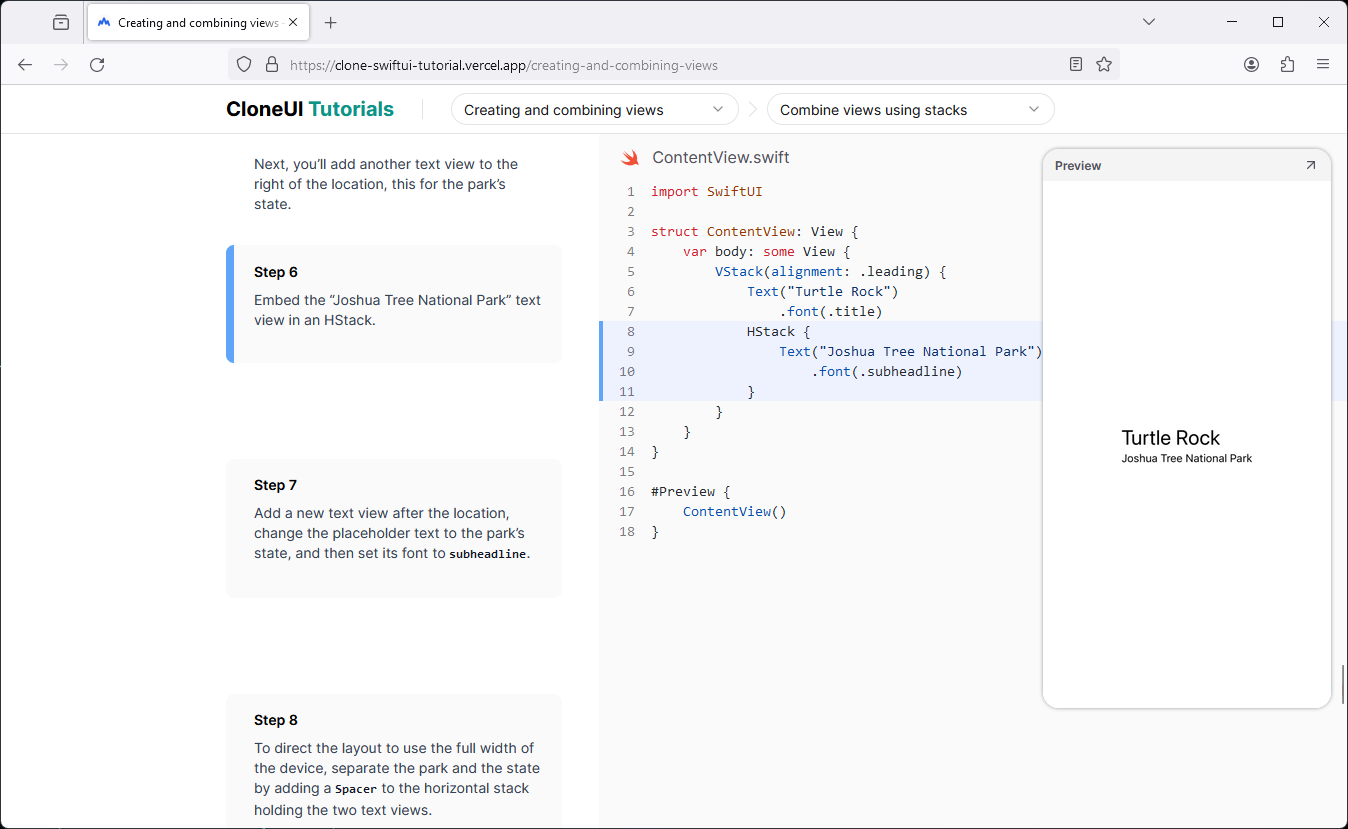 Creating and combining views
https://clone-swiftui-tutorial.vercel.app/creating-and-combining-views
CloneUI Tutorials
Creating and combining views
Combine views using stacks
Next, you’ll add another text view to the
right of the location, this for the park’s
state.
Step 6
Embed the “Joshua Tree National Park” text
view in an HStack.
Step 7
Add a new text view after the location,
change the placeholder text to the park’s
state, and then set its font to subheadline.
Step 8
To direct the layout to use the full width of
the device, separate the park and the state
by adding a Spacer to the horizontal stack
holding the two text views.
ContentView.swift
1 import SwiftUI
2
3 struct ContentView: View {
4     var body: some View {
5         VStack(alignment: .leading) {
6             Text("Turtle Rock")
7                 .font(.title)
8             HStack {
9                 Text("Joshua Tree National Park")
10                     .font(.subheadline)
11             }
12         }
13     }
14 }
15
16 #Preview {
17     ContentView()
18 }
Preview
Turtle Rock
Joshua Tree National Park